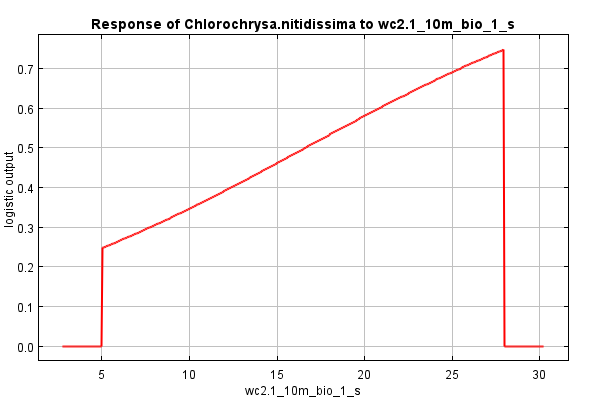 Response of Chlorochrysa.nitidissima to wc2.1_10m_bio_1_s
logistic output
0.7
0.6
0.5
0.4
0.3
0.2
0.1
0.0
5 10 15 20 25 30
wc2.1_10m_bio_1_s